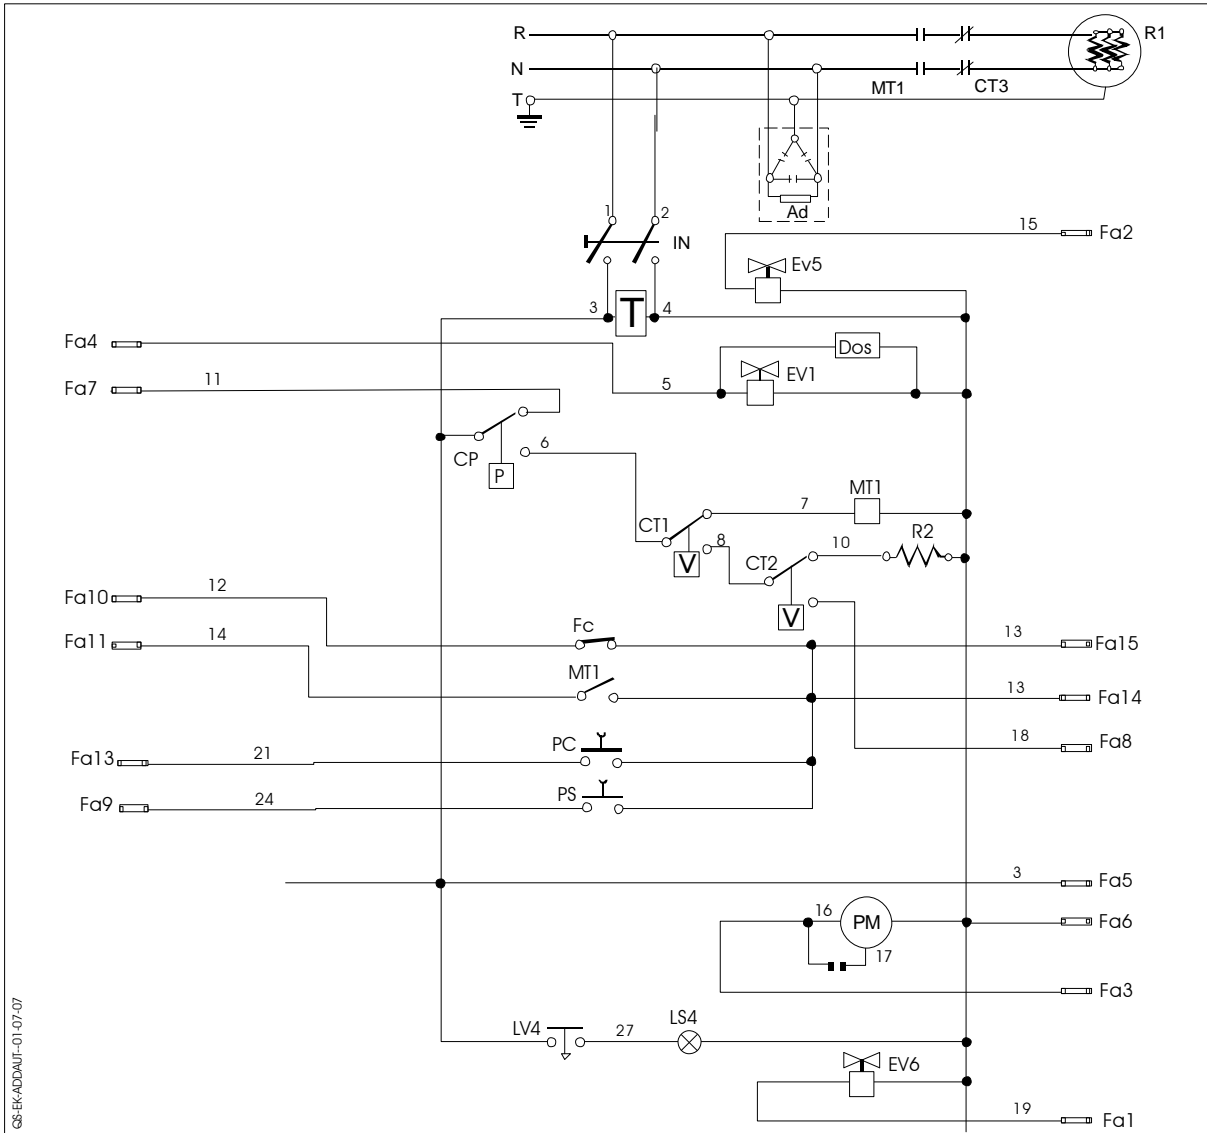 R R1
N
MT1 CT3
T
Ad
1 2
15 Fa2
IN
Ev5
3 T 4
Fa4
Dos
Fa7 11
5 EV1
CP 6
P
MT1
7
CT1
8 10 R2
V CT2
V
Fa10 12
Fc
Fa11 14 13 Fa15
MT1
13 Fa14
PC 18 Fa8
Fa13 21
PS
Fa9 24
3 Fa5
16 PM Fa6
17
Fa3
LV4 27 LS4
EV6
19 Fa1
QS-EK-ADDAUT--01-07-07